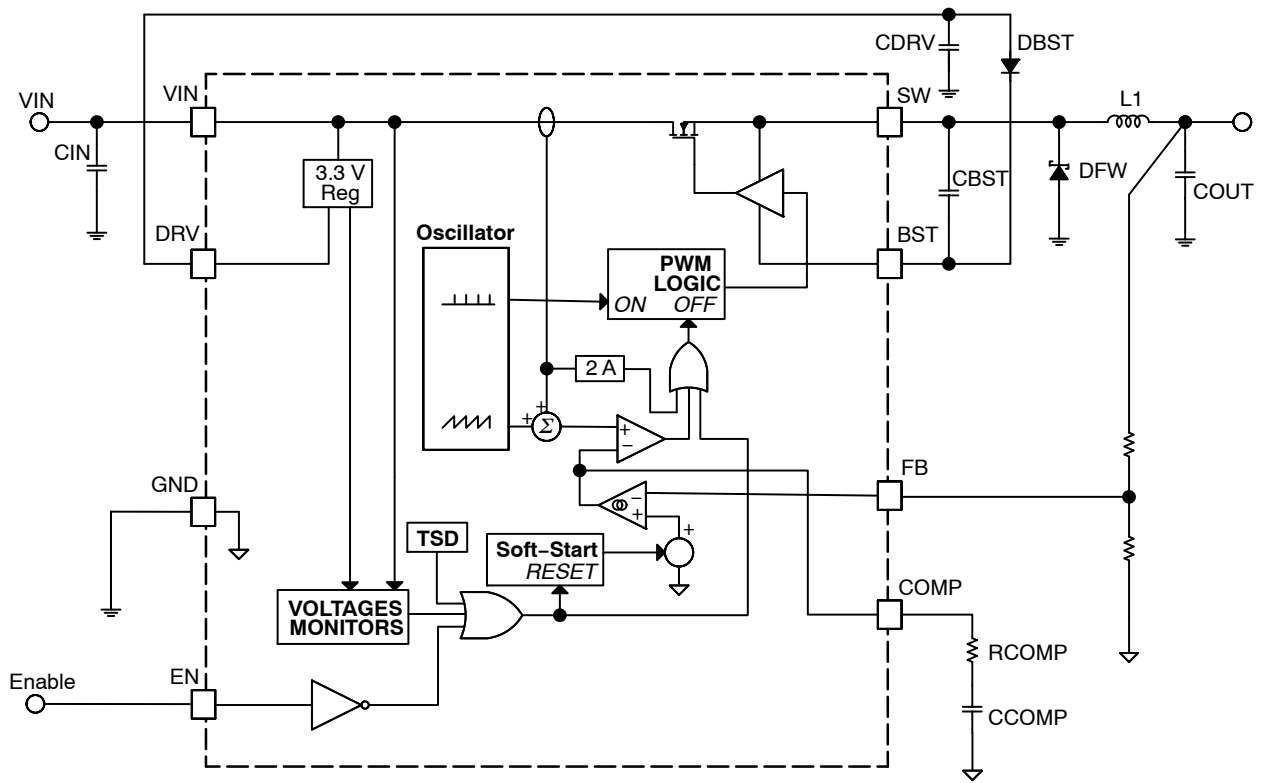 CDRV
DBST
VIN
VIN
SW
L1
CIN
3.3 V
Reg
CBST
DFW
COUT
DRV
BST
Oscillator
PWM
LOGIC
ON OFF
2 A
+
+
Σ
+
−
GND
FB
−
+
+
TSD
Soft−Start
RESET
COMP
VOLTAGES
MONITORS
RCOMP
Enable
EN
CCOMP